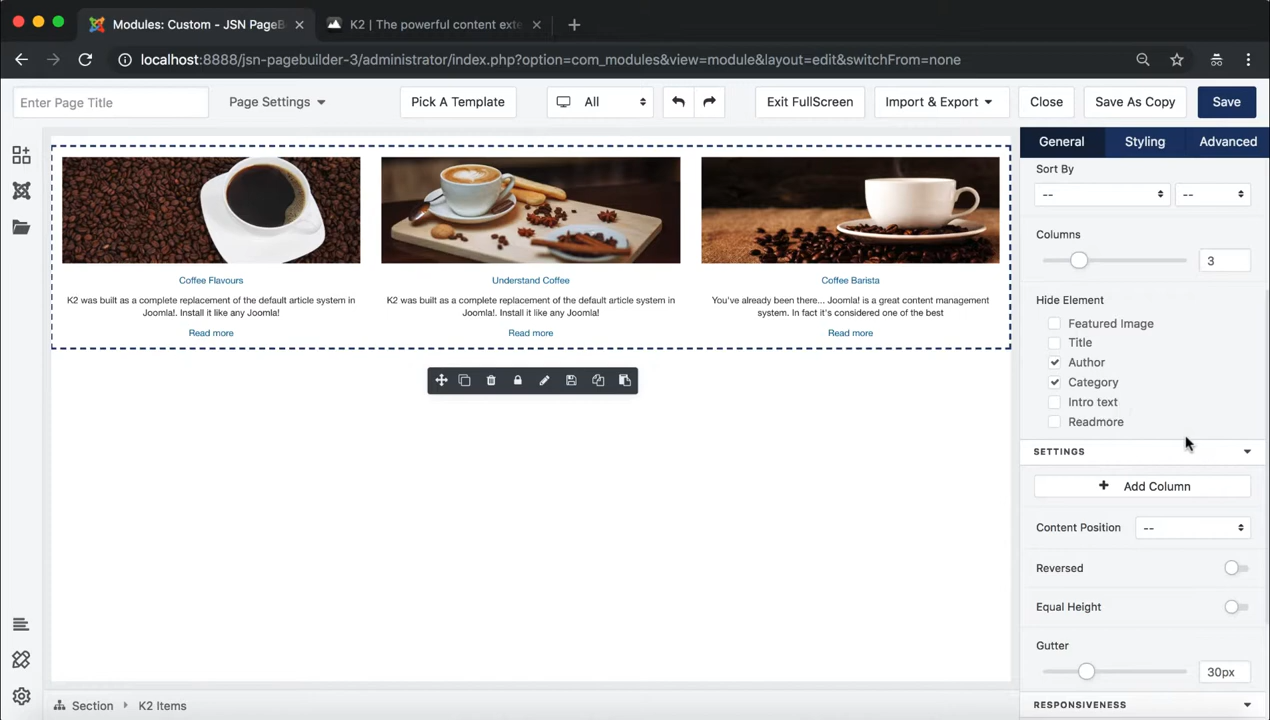 Modules: Custom - JSN PageB
K2 | The powerful content exte
localhost:8888/jsn-pagebuilder-3/administrator/index.php?option=com_modules&view=module&layout=edit&switchFrom=none
Enter Page Title
Page Settings
Pick A Template
All
Exit FullScreen
Import & Export
Close
Save As Copy
Save
General
Styling
Advanced
Sort By
--
--
Columns
3
Hide Element
Featured Image
Title
Author
Category
Intro text
Readmore
SETTINGS
+ Add Column
Content Position
--
Reversed
Equal Height
Gutter
30px
RESPONSIVENESS
Coffee Flavours
K2 was built as a complete replacement of the default article system in
Joomla!. Install it like any Joomla!
Read more
Understand Coffee
K2 was built as a complete replacement of the default article system in
Joomla!. Install it like any Joomla!
Read more
Coffee Barista
You've already been there... Joomla! is a great content management
system. In fact it's considered one of the best
Read more
Section
K2 Items